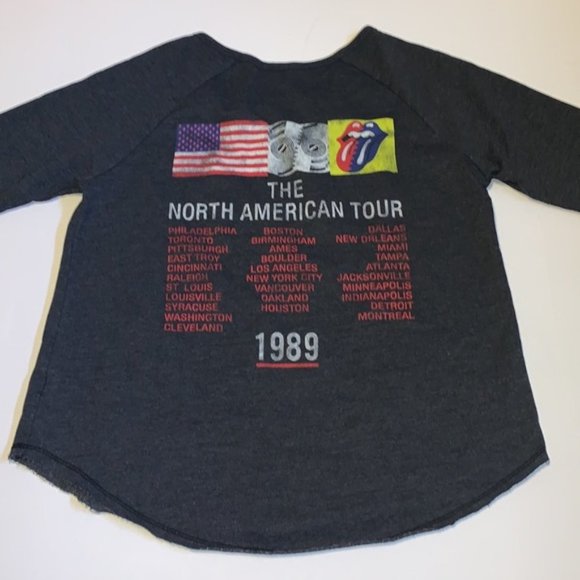 THE
NORTH AMERICAN TOUR
PHILADELPHIA
TORONTO
PITTSBURGH
EAST TROY
CINCINNATI
RALEIGH
ST. LOUIS
LOUISVILLE
SYRACUSE
WASHINGTON
CLEVELAND
BOSTON
BIRMINGHAM
AMES
BOULDER
LOS ANGELES
NEW YORK CITY
VANCOUVER
OAKLAND
HOUSTON
DALLAS
NEW ORLEANS
MIAMI
TAMPA
ATLANTA
JACKSONVILLE
MINNEAPOLIS
INDIANAPOLIS
DETROIT
MONTREAL
1989